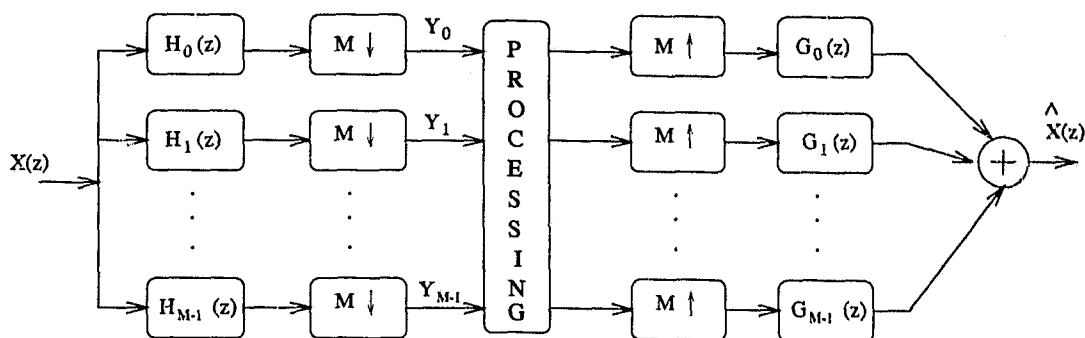 H₀(z) M ↓ Y₀ M ↑ G₀(z)
H₁(z) M ↓ Y₁ M ↑ G₁(z)
X(z) PROCESSING + X̂(z)
H_{M-1}(z) M ↓ Y_{M-1} M ↑ G_{M-1}(z)